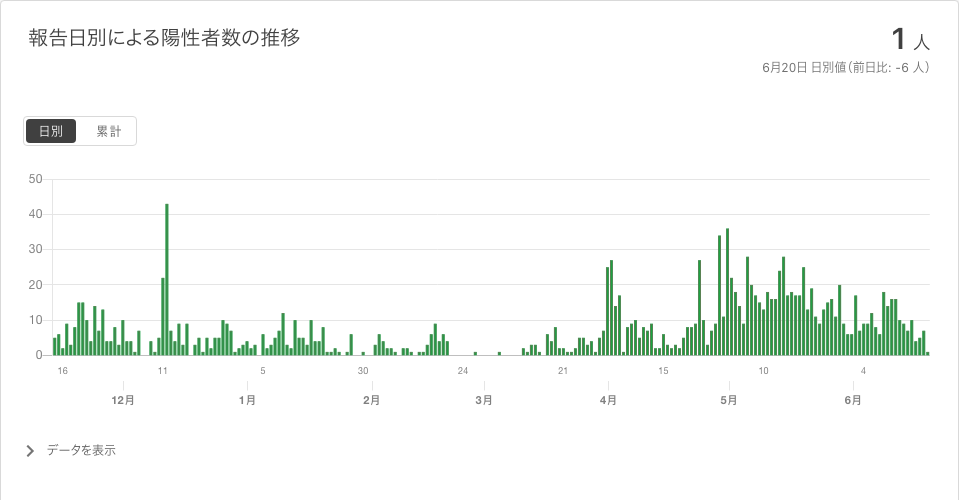 報告日別による陽性者数の推移
1 人
6月20日 日別値（前日比: -6 人）
日別 累計
50
40
30
20
10
0
16 11 5 30 24 21 15 10 4
12月 1月 2月 3月 4月 5月 6月
データを表示